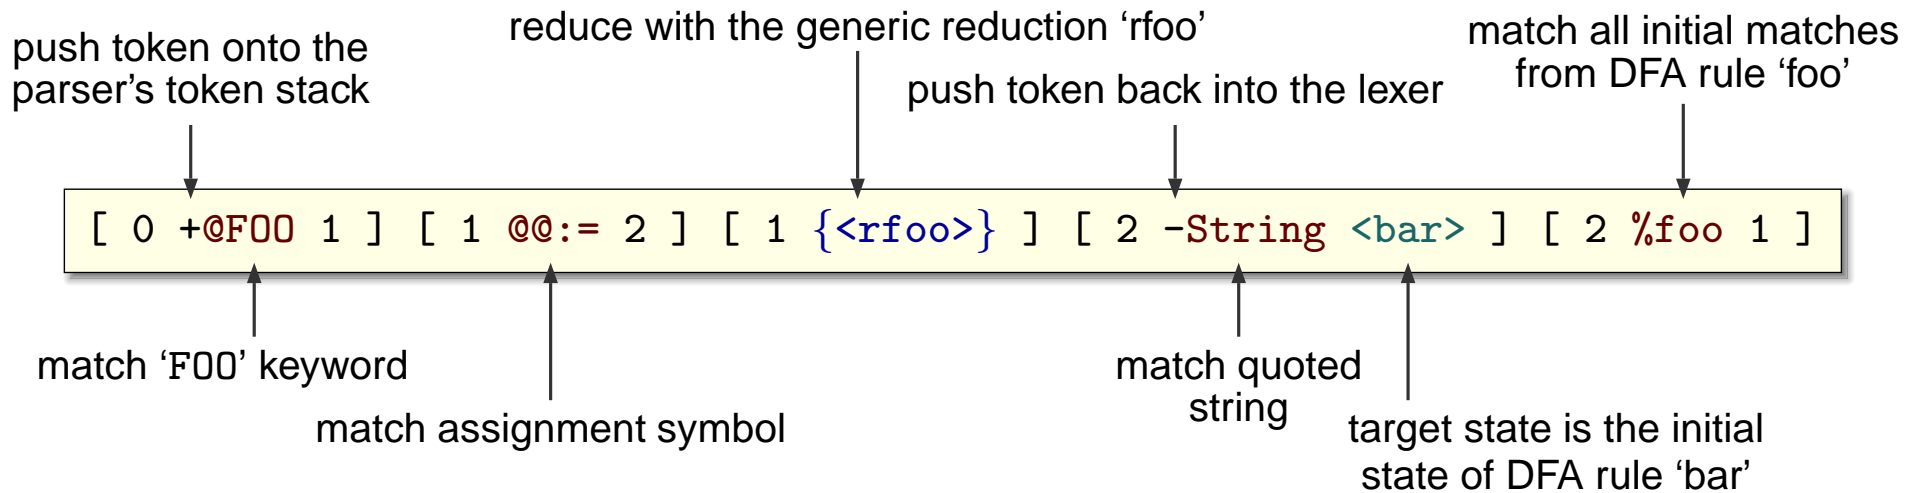 push token onto the
parser’s token stack
reduce with the generic reduction ‘rfoo’
push token back into the lexer
match all initial matches
from DFA rule ‘foo’
[ 0 +@FOO 1 ] [ 1 @@:= 2 ] [ 1 {<rfoo>} ] [ 2 -String <bar> ] [ 2 %foo 1 ]
match ‘FOO’ keyword
match assignment symbol
match quoted
string
target state is the initial
state of DFA rule ‘bar’